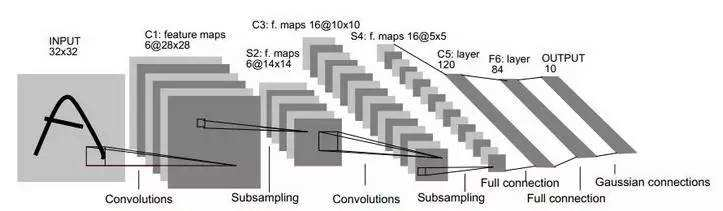 INPUT
32x32
C1: feature maps
6@28x28
S2: f. maps
6@14x14
C3: f. maps 16@10x10
S4: f. maps 16@5x5
C5: layer
120
F6: layer
84
OUTPUT
10
Convolutions
Subsampling
Convolutions
Subsampling
Full connection
Full connection
Gaussian connections
A